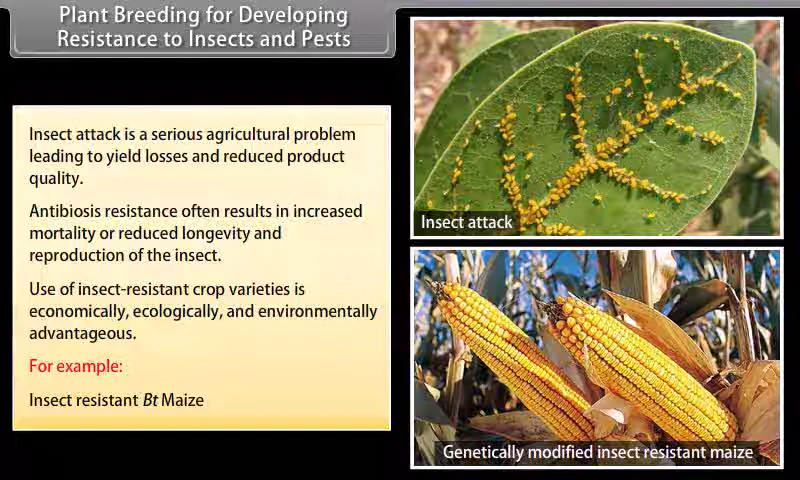 Plant Breeding for Developing
Resistance to Insects and Pests
Insect attack is a serious agricultural problem
leading to yield losses and reduced product
quality.
Antibiosis resistance often results in increased
mortality or reduced longevity and
reproduction of the insect.
Use of insect-resistant crop varieties is
economically, ecologically, and environmentally
advantageous.
For example:
Insect resistant Bt Maize
Insect attack
Genetically modified insect resistant maize